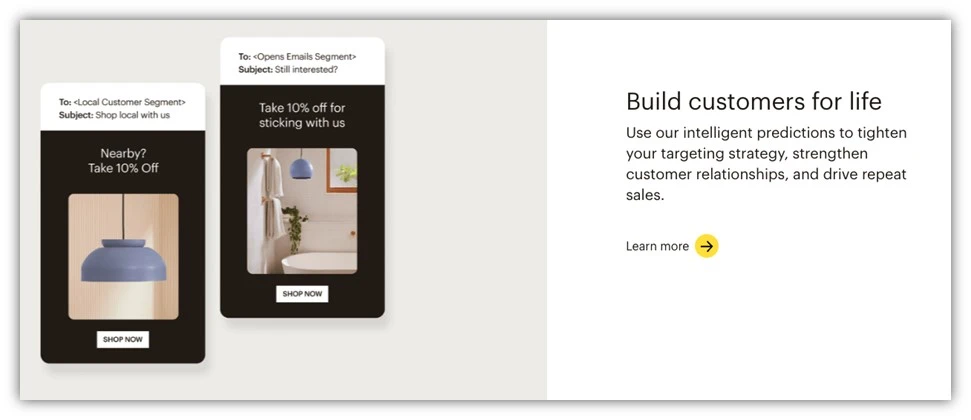 To: <Local Customer Segment>
Subject: Shop local with us
Nearby?
Take 10% Off
SHOP NOW
To: <Opens Emails Segment>
Subject: Still interested?
Take 10% off for
sticking with us
SHOP NOW
Build customers for life
Use our intelligent predictions to tighten
your targeting strategy, strengthen
customer relationships, and drive repeat
sales.
Learn more